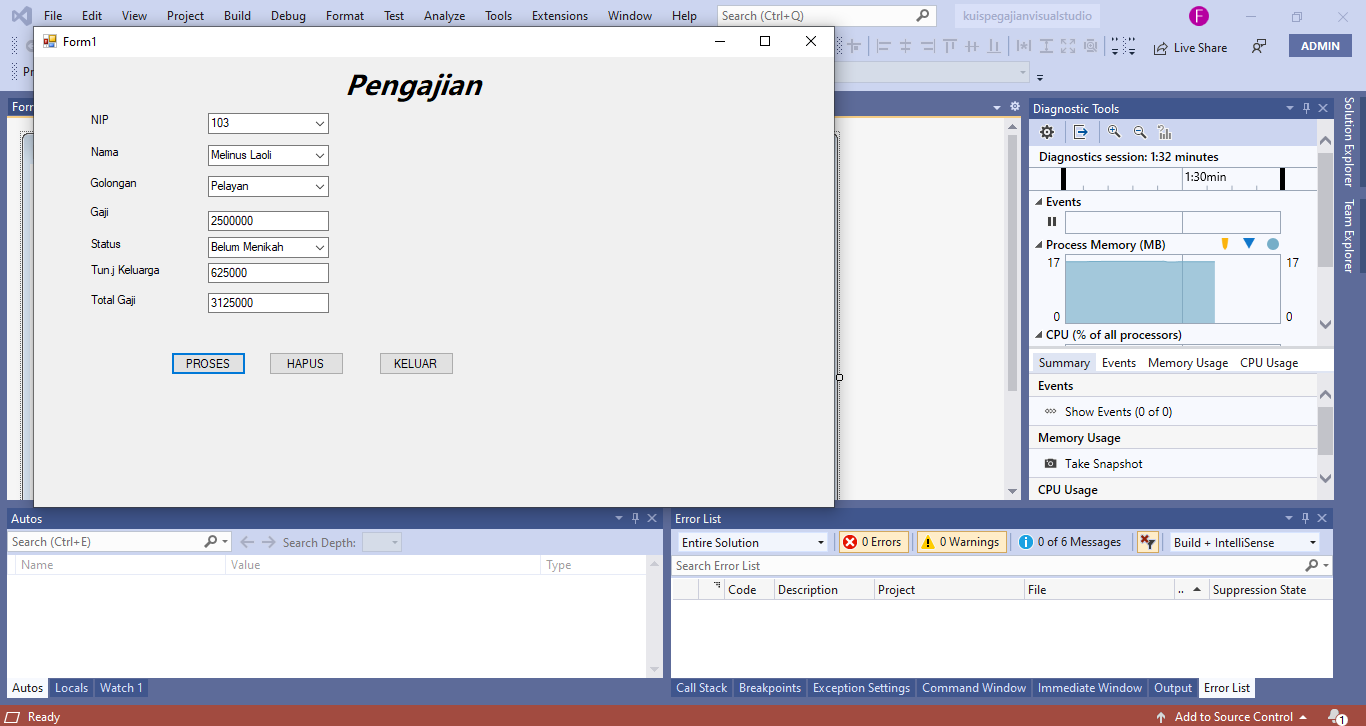 File Edit View Project Build Debug Format Test Analyze Tools Extensions Window Help Search (Ctrl+Q) kuispegajianvisualstudio F
Form1
Live Share ADMIN
Pengajian
NIP 103
Nama Melinus Laoli
Golongan Pelayan
Gaji 2500000
Status Belum Menikah
Tun.j Keluarga 625000
Total Gaji 3125000
PROSES HAPUS KELUAR
Diagnostic Tools
Diagnostics session: 1:32 minutes
1:30min
Events
Process Memory (MB)
17 17
0 0
CPU (% of all processors)
Summary Events Memory Usage CPU Usage
Events
Show Events (0 of 0)
Memory Usage
Take Snapshot
CPU Usage
Solution Explorer
Team Explorer
Autos
Search (Ctrl+E) Search Depth:
Name Value Type
Autos Locals Watch 1
Error List
Entire Solution 0 Errors 0 Warnings 0 of 6 Messages Build + IntelliSense
Search Error List
Code Description Project File .. Suppression State
Call Stack Breakpoints Exception Settings Command Window Immediate Window Output Error List
Ready Add to Source Control 1